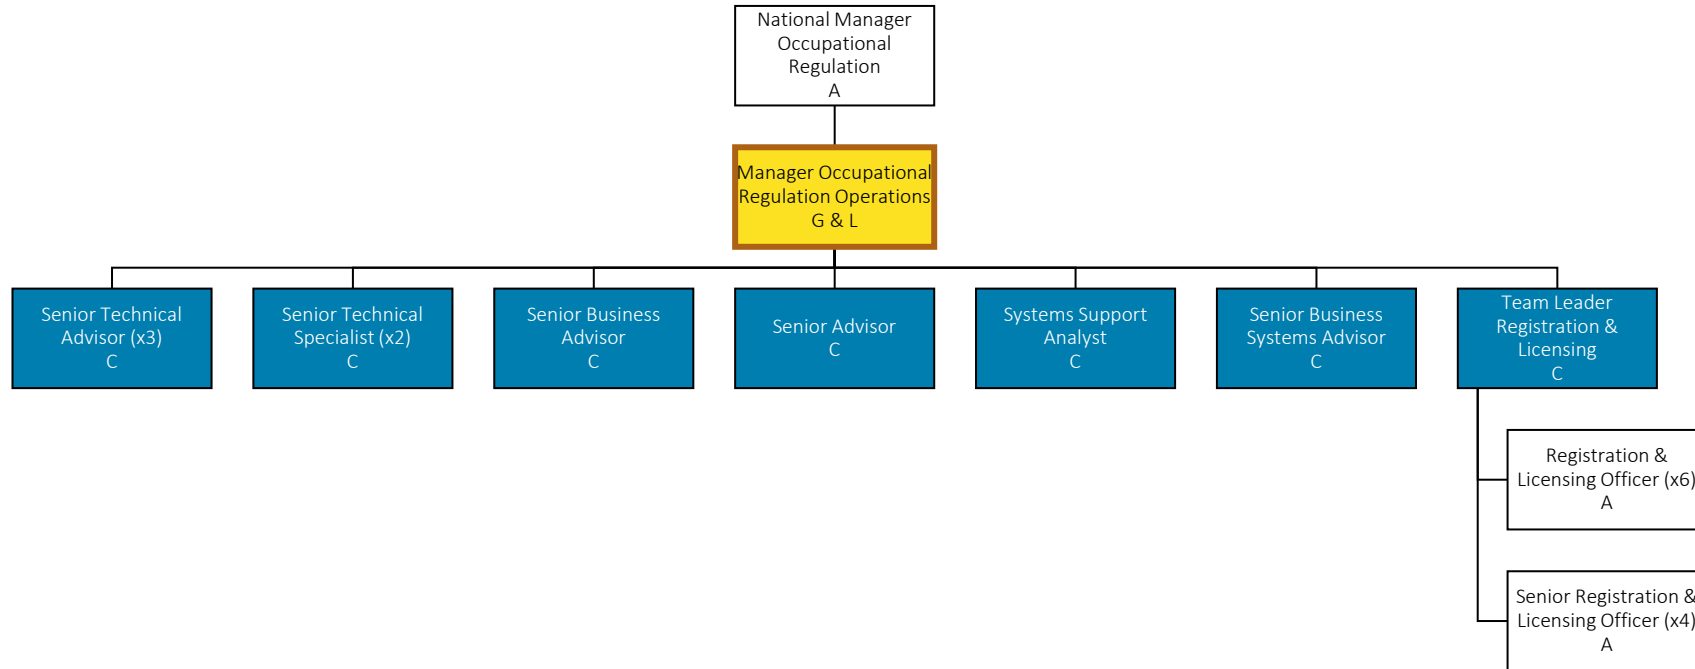 National Manager
Occupational
Regulation
A
Manager Occupational
Regulation Operations
G & L
Senior Technical
Advisor (x3)
C
Senior Technical
Specialist (x2)
C
Senior Business
Advisor
C
Senior Advisor
C
Systems Support
Analyst
C
Senior Business
Systems Advisor
C
Team Leader
Registration &
Licensing
C
Registration &
Licensing Officer (x6)
A
Senior Registration &
Licensing Officer (x4)
A